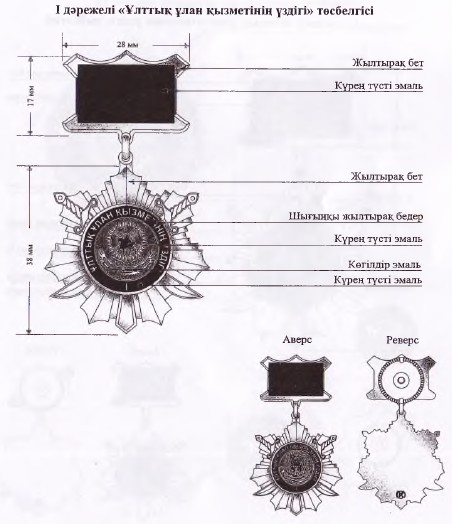 І дәрежелі «Ұлттық ұлан қызметінің үздігі» төсбелгісі
28 мм
Жылтырақ бет
Күрең түсті эмаль
17 мм
Жылтырақ бет
Шығыңқы жылтырақ бедер
Күрең түсті эмаль
38 мм
Көгілдір эмаль
Күрең түсті эмаль
ҰЛТТЫҚ ҰЛАН ҚЫЗМЕТІНІҢ ҮЗДІГІ
I
Аверс
Реверс